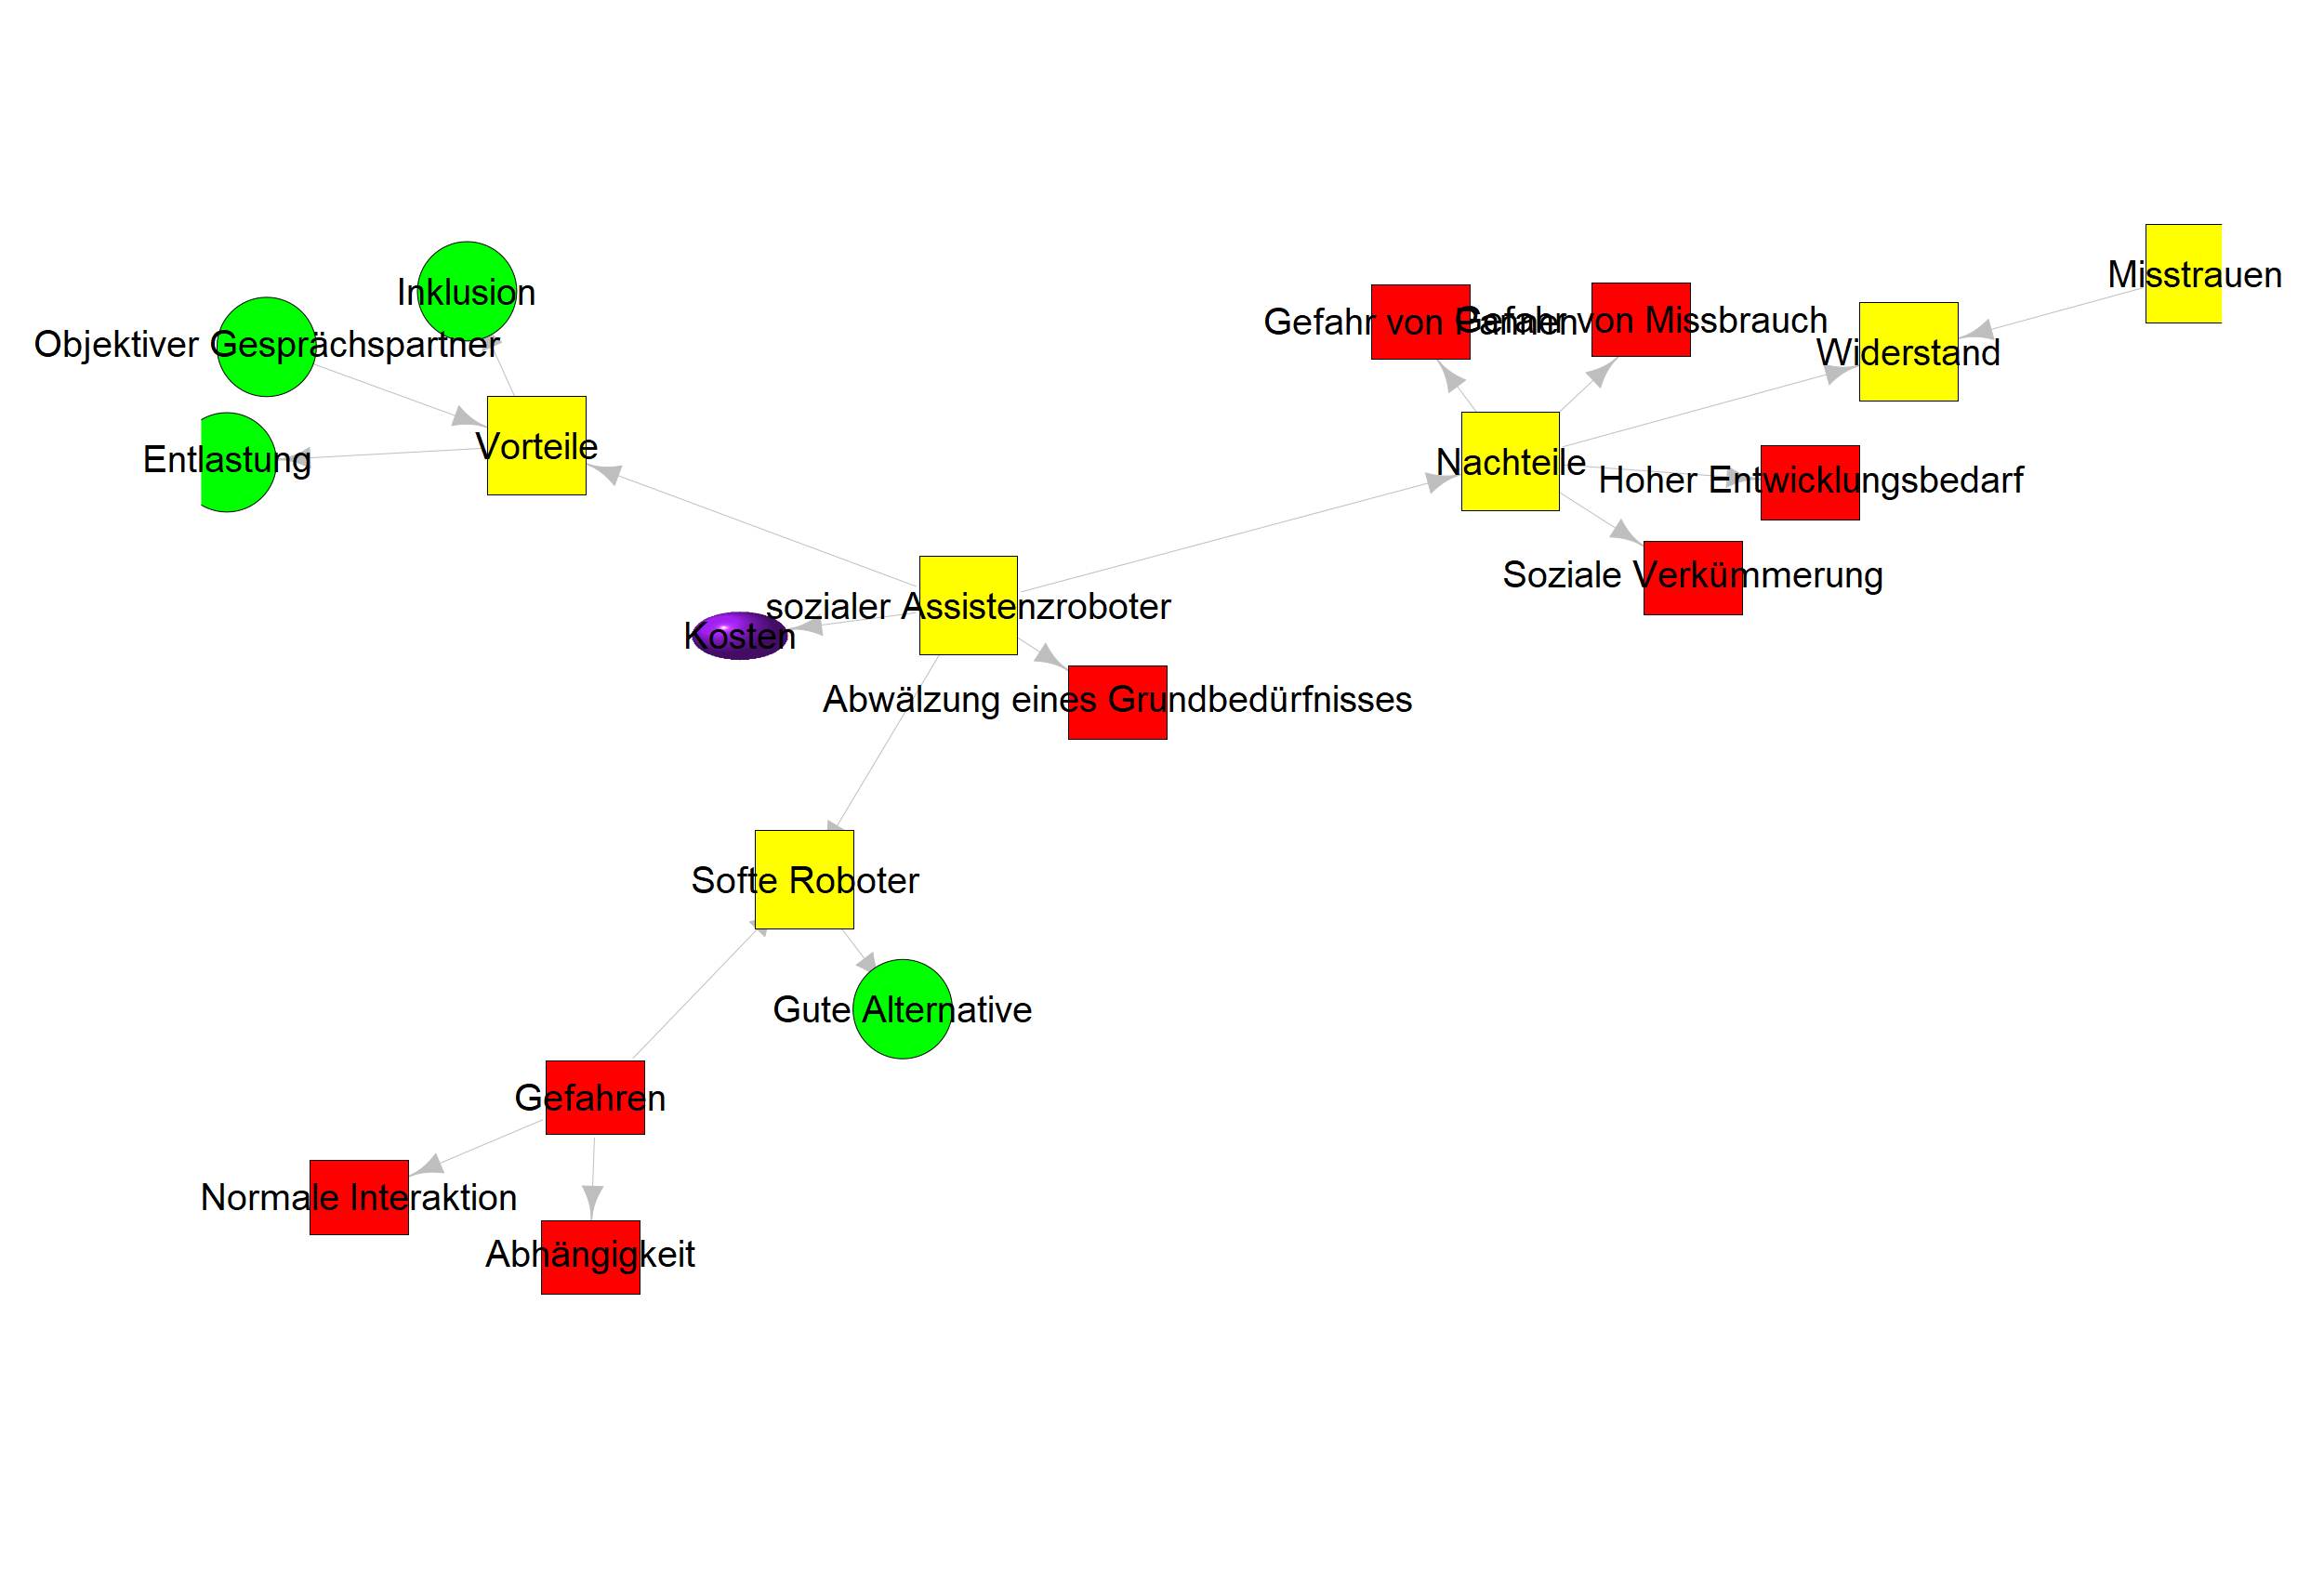 Misstrauen
Inklusion
Gefahr von Pannen
Gefahr von Missbrauch
Objektiver Gesprächspartner
Widerstand
Vorteile
Entlastung
Nachteile
Hoher Entwicklungsbedarf
Soziale Verkümmerung
sozialer Assistenzroboter
Kosten
Abwälzung eines Grundbedürfnisses
Softe Roboter
Gute Alternative
Gefahren
Normale Interaktion
Abhängigkeit